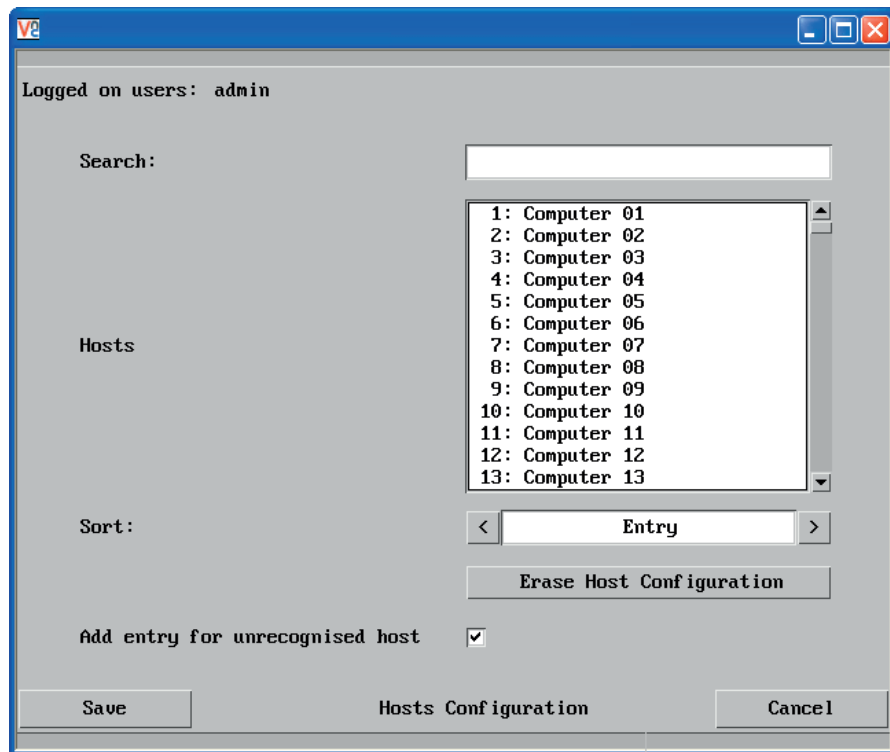 Logged on users: admin
Search:
Hosts
1: Computer 01
2: Computer 02
3: Computer 03
4: Computer 04
5: Computer 05
6: Computer 06
7: Computer 07
8: Computer 08
9: Computer 09
10: Computer 10
11: Computer 11
12: Computer 12
13: Computer 13
Sort: < Entry >
Erase Host Configuration
Add entry for unrecognised host
Save Hosts Configuration Cancel